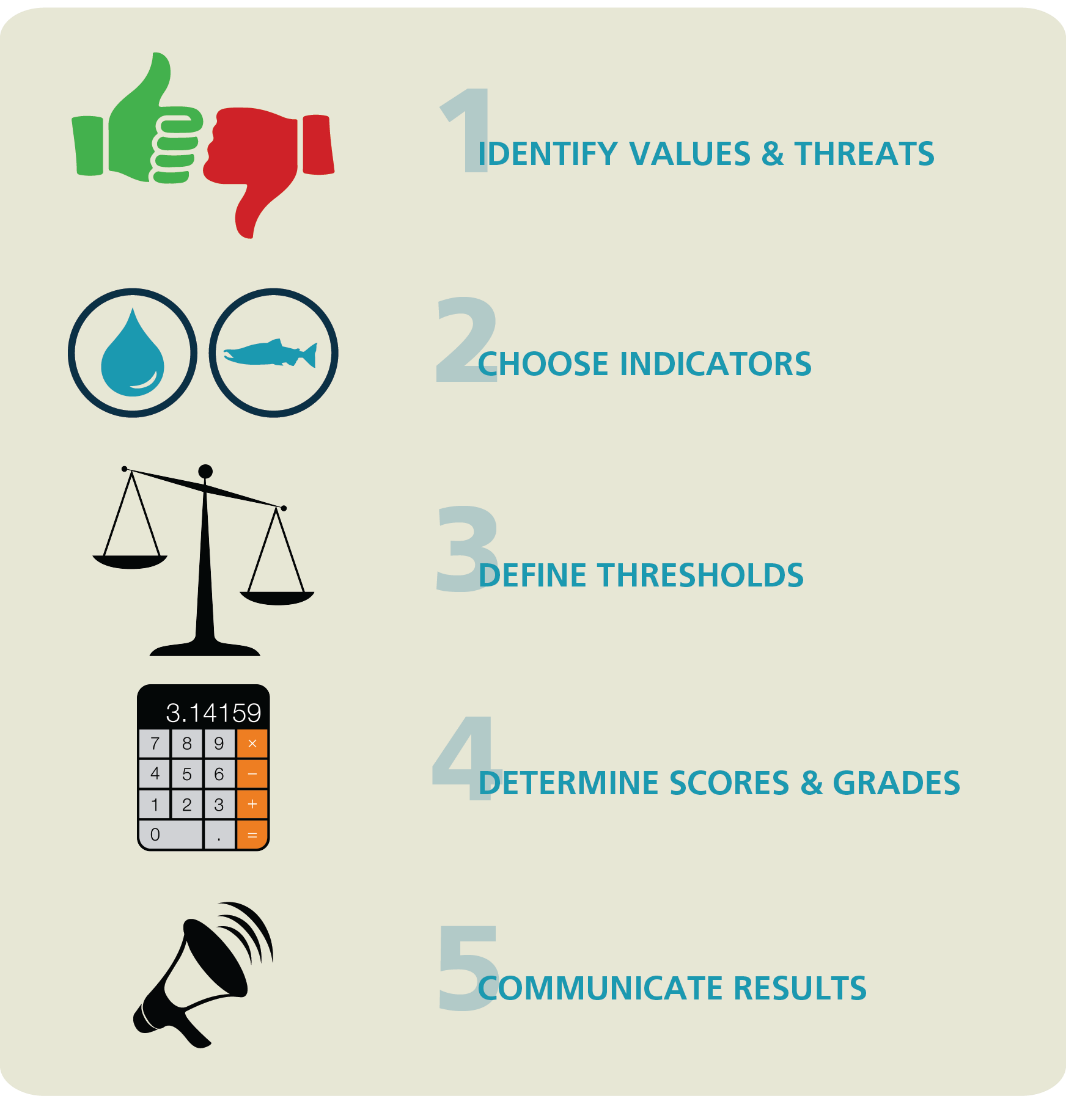 1
IDENTIFY VALUES & THREATS
2
CHOOSE INDICATORS
3
DEFINE THRESHOLDS
3.14159
7 8 9 ×
4 5 6 −
1 2 3 +
0 . =
4
DETERMINE SCORES & GRADES
5
COMMUNICATE RESULTS